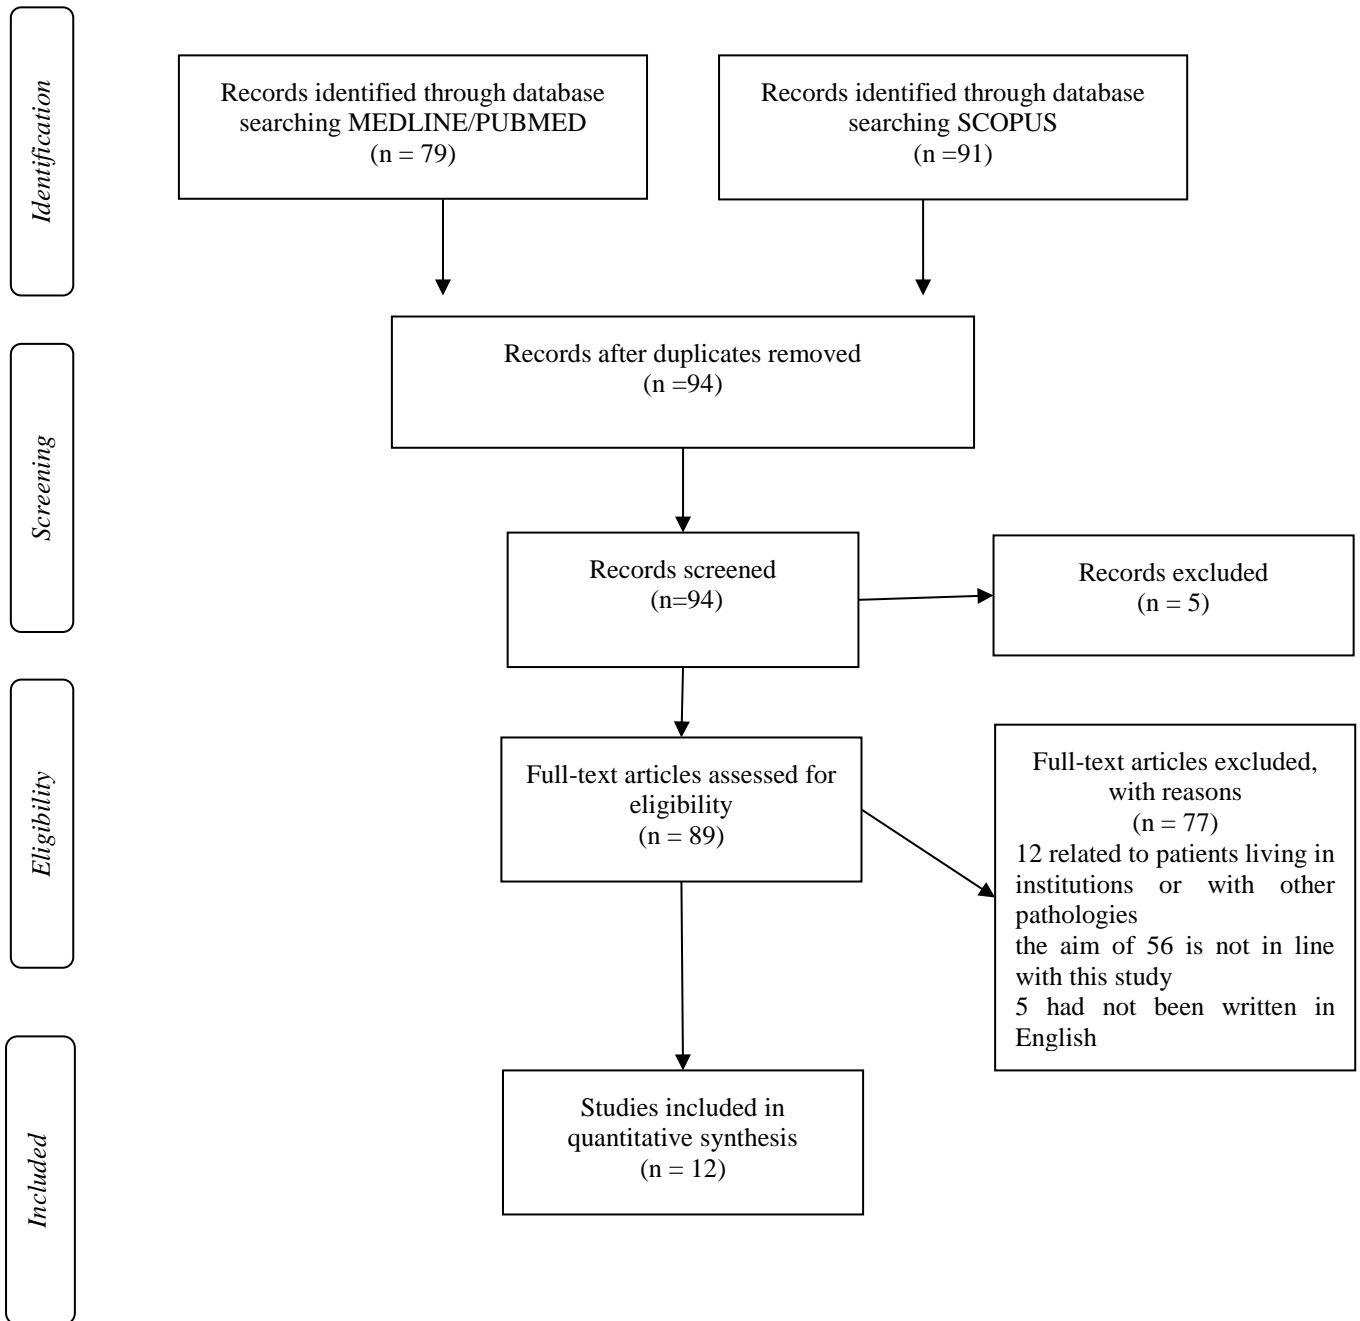 Identification
Records identified through database
searching MEDLINE/PUBMED
(n = 79)
Records identified through database
searching SCOPUS
(n =91)
Screening
Records after duplicates removed
(n =94)
Records screened
(n=94)
Records excluded
(n = 5)
Eligibility
Full-text articles assessed for
eligibility
(n = 89)
Full-text articles excluded,
with reasons
(n = 77)
12 related to patients living in
institutions or with other
pathologies
the aim of 56 is not in line
with this study
5 had not been written in
English
Included
Studies included in
quantitative synthesis
(n = 12)